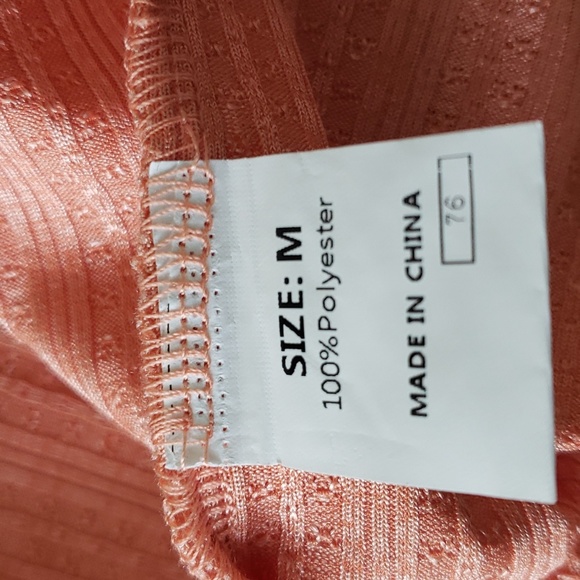 SIZE: M
100%Polyester
MADE IN CHINA
76